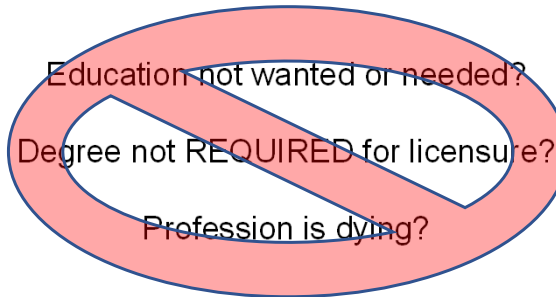 Education not wanted or needed?
Degree not REQUIRED for licensure?
Profession is dying?